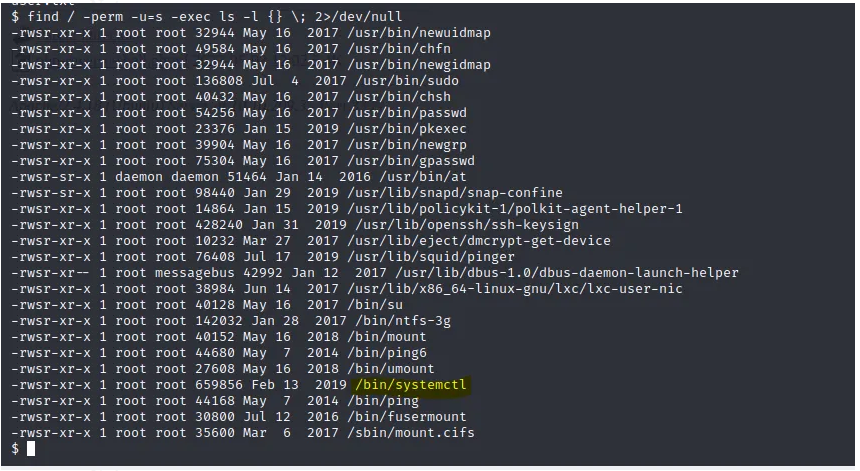 $ find / -perm -u=s -exec ls -l {} \; 2>/dev/null
-rwsr-xr-x 1 root root 32944 May 16  2017 /usr/bin/newuidmap
-rwsr-xr-x 1 root root 49584 May 16  2017 /usr/bin/chfn
-rwsr-xr-x 1 root root 32944 May 16  2017 /usr/bin/newgidmap
-rwsr-xr-x 1 root root 136808 Jul  4  2017 /usr/bin/sudo
-rwsr-xr-x 1 root root 40432 May 16  2017 /usr/bin/chsh
-rwsr-xr-x 1 root root 54256 May 16  2017 /usr/bin/passwd
-rwsr-xr-x 1 root root 23376 Jan 15  2019 /usr/bin/pkexec
-rwsr-xr-x 1 root root 39904 May 16  2017 /usr/bin/newgrp
-rwsr-xr-x 1 root root 75304 May 16  2017 /usr/bin/gpasswd
-rwsr-sr-x 1 daemon daemon 51464 Jan 14  2016 /usr/bin/at
-rwsr-sr-x 1 root root 98440 Jan 29  2019 /usr/lib/snapd/snap-confine
-rwsr-xr-x 1 root root 14864 Jan 15  2019 /usr/lib/policykit-1/polkit-agent-helper-1
-rwsr-xr-x 1 root root 428240 Jan 31  2019 /usr/lib/openssh/ssh-keysign
-rwsr-xr-x 1 root root 10232 Mar 27  2017 /usr/lib/eject/dmcrypt-get-device
-rwsr-xr-x 1 root root 76408 Jul 17  2019 /usr/lib/squid/pinger
-rwsr-xr-- 1 root messagebus 42992 Jan 12  2017 /usr/lib/dbus-1.0/dbus-daemon-launch-helper
-rwsr-xr-x 1 root root 38984 Jun 14  2017 /usr/lib/x86_64-linux-gnu/lxc/lxc-user-nic
-rwsr-xr-x 1 root root 40128 May 16  2017 /bin/su
-rwsr-xr-x 1 root root 142032 Jan 28  2017 /bin/ntfs-3g
-rwsr-xr-x 1 root root 40152 May 16  2018 /bin/mount
-rwsr-xr-x 1 root root 44680 May  7  2014 /bin/ping6
-rwsr-xr-x 1 root root 27608 May 16  2018 /bin/umount
-rwsr-xr-x 1 root root 659856 Feb 13  2019 /bin/systemctl
-rwsr-xr-x 1 root root 44168 May  7  2014 /bin/ping
-rwsr-xr-x 1 root root 30800 Jul 12  2016 /bin/fusermount
-rwsr-xr-x 1 root root 35600 Mar  6  2017 /sbin/mount.cifs
$